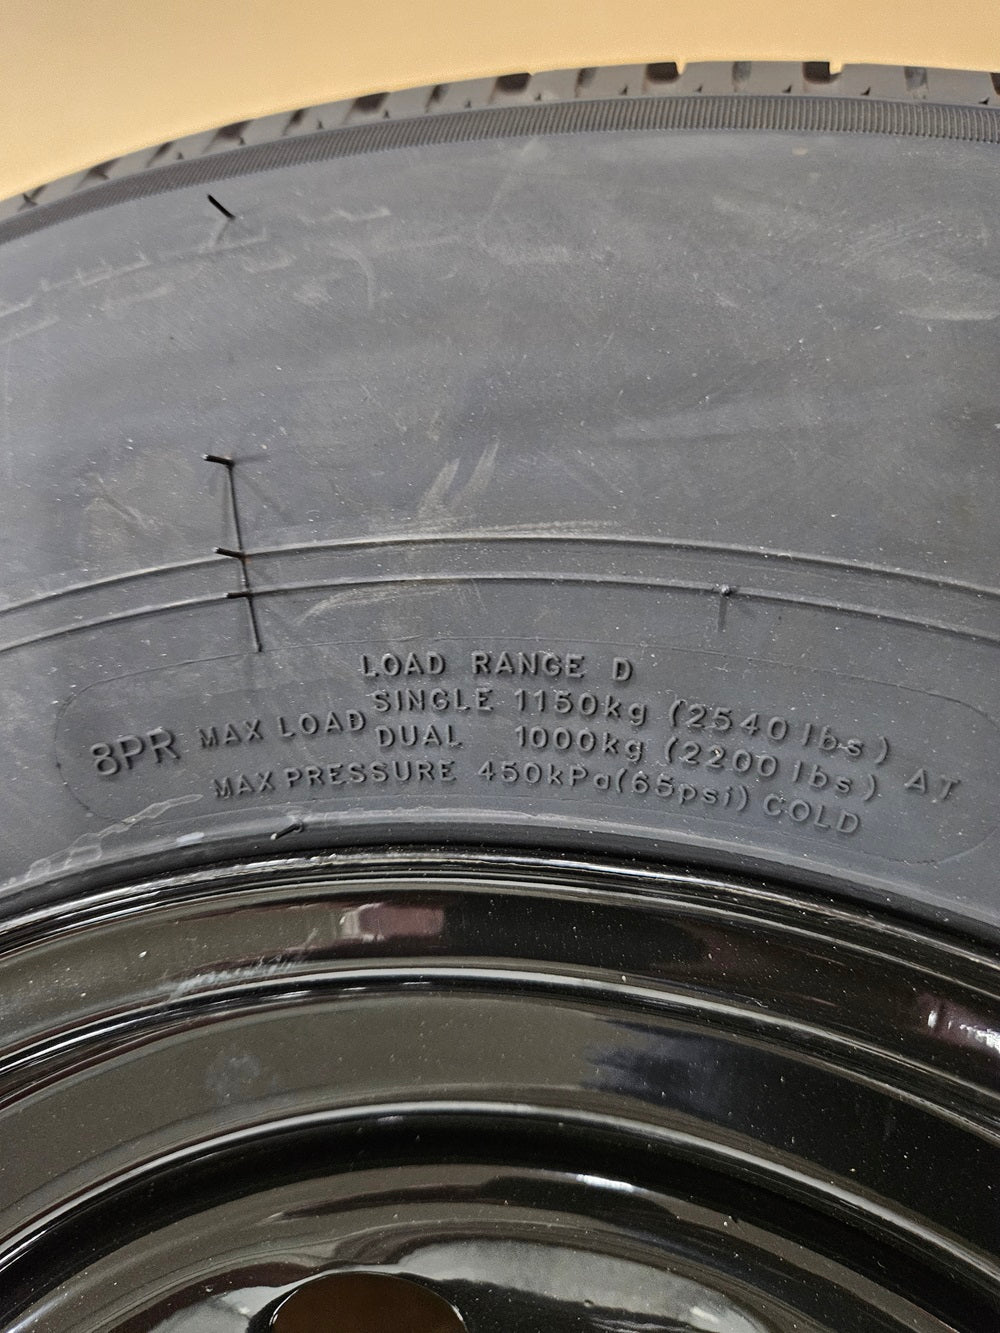 LOAD RANGE D
8PR MAX LOAD SINGLE 1150kg (2540 lbs)
DUAL 1000kg (2200 lbs) AT
MAX PRESSURE 450kPa(65psi) COLD